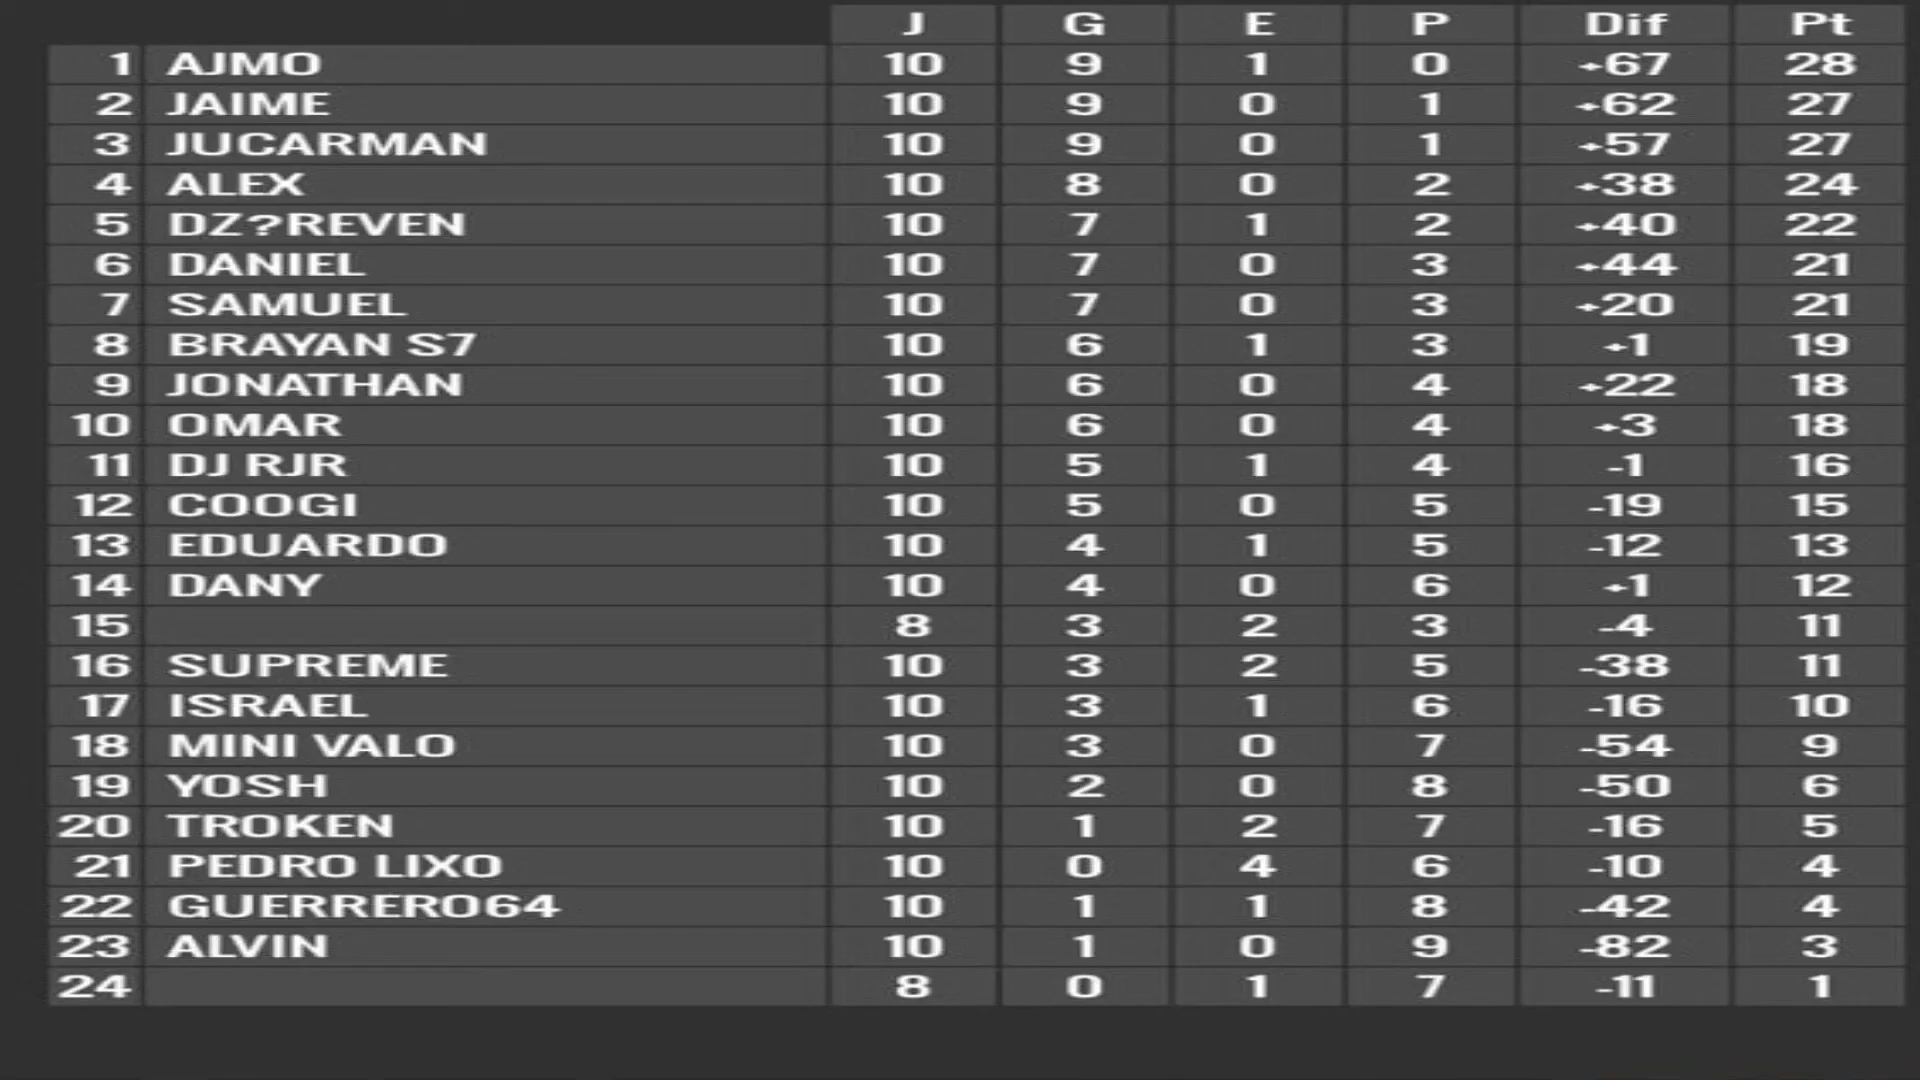 J G E P Dif Pt
1 AJMO 10 9 1 0 +67 28
2 JAIME 10 9 0 1 +62 27
3 JUCARMAN 10 9 0 1 +57 27
4 ALEX 10 8 0 2 +38 24
5 DZ?REVEN 10 7 1 2 +40 22
6 DANIEL 10 7 0 3 +44 21
7 SAMUEL 10 7 0 3 +20 21
8 BRAYAN S7 10 6 1 3 +1 19
9 JONATHAN 10 6 0 4 +22 18
10 OMAR 10 6 0 4 +3 18
11 DJ RJR 10 5 1 4 -1 16
12 COOGI 10 5 0 5 -19 15
13 EDUARDO 10 4 1 5 -12 13
14 DANY 10 4 0 6 +1 12
15 8 3 2 3 -4 11
16 SUPREME 10 3 2 5 -38 11
17 ISRAEL 10 3 1 6 -16 10
18 MINI VALO 10 3 0 7 -54 9
19 YOSH 10 2 0 8 -50 6
20 TROKEN 10 1 2 7 -16 5
21 PEDRO LIXO 10 0 4 6 -10 4
22 GUERRERO64 10 1 1 8 -42 4
23 ALVIN 10 1 0 9 -82 3
24 8 0 1 7 -11 1